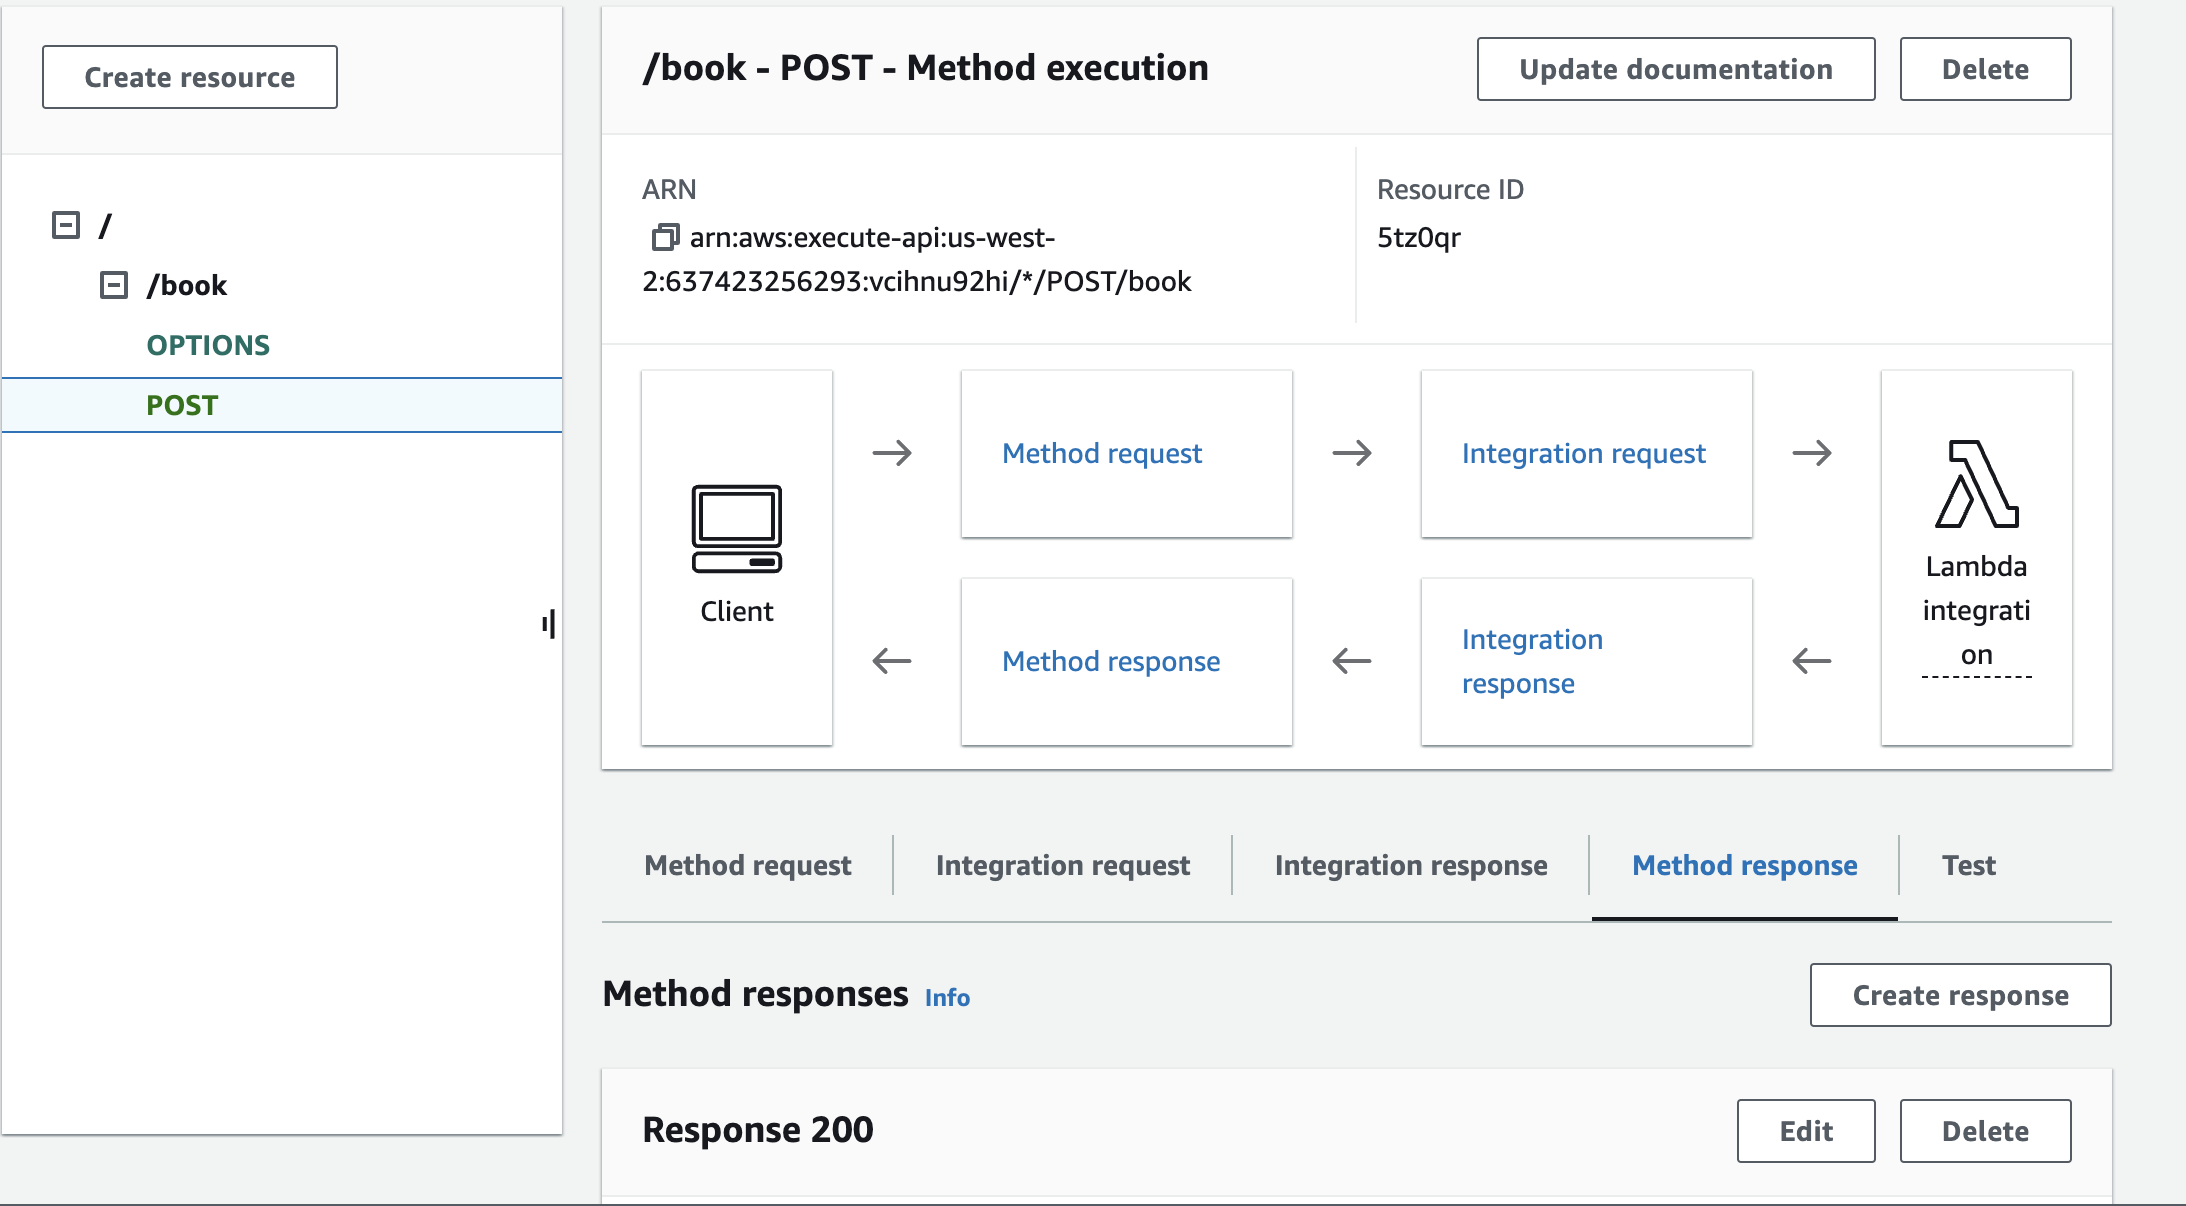 Create resource
/
/book
OPTIONS
POST
/book - POST - Method execution
Update documentation
Delete
ARN
arn:aws:execute-api:us-west-
2:637423256293:vcihnu92hi/*/POST/book
Resource ID
5tz0qr
Client
Method request
Integration request
Method response
Integration
response
Lambda
integrati
on
Method request
Integration request
Integration response
Method response
Test
Method responses Info
Create response
Response 200
Edit
Delete